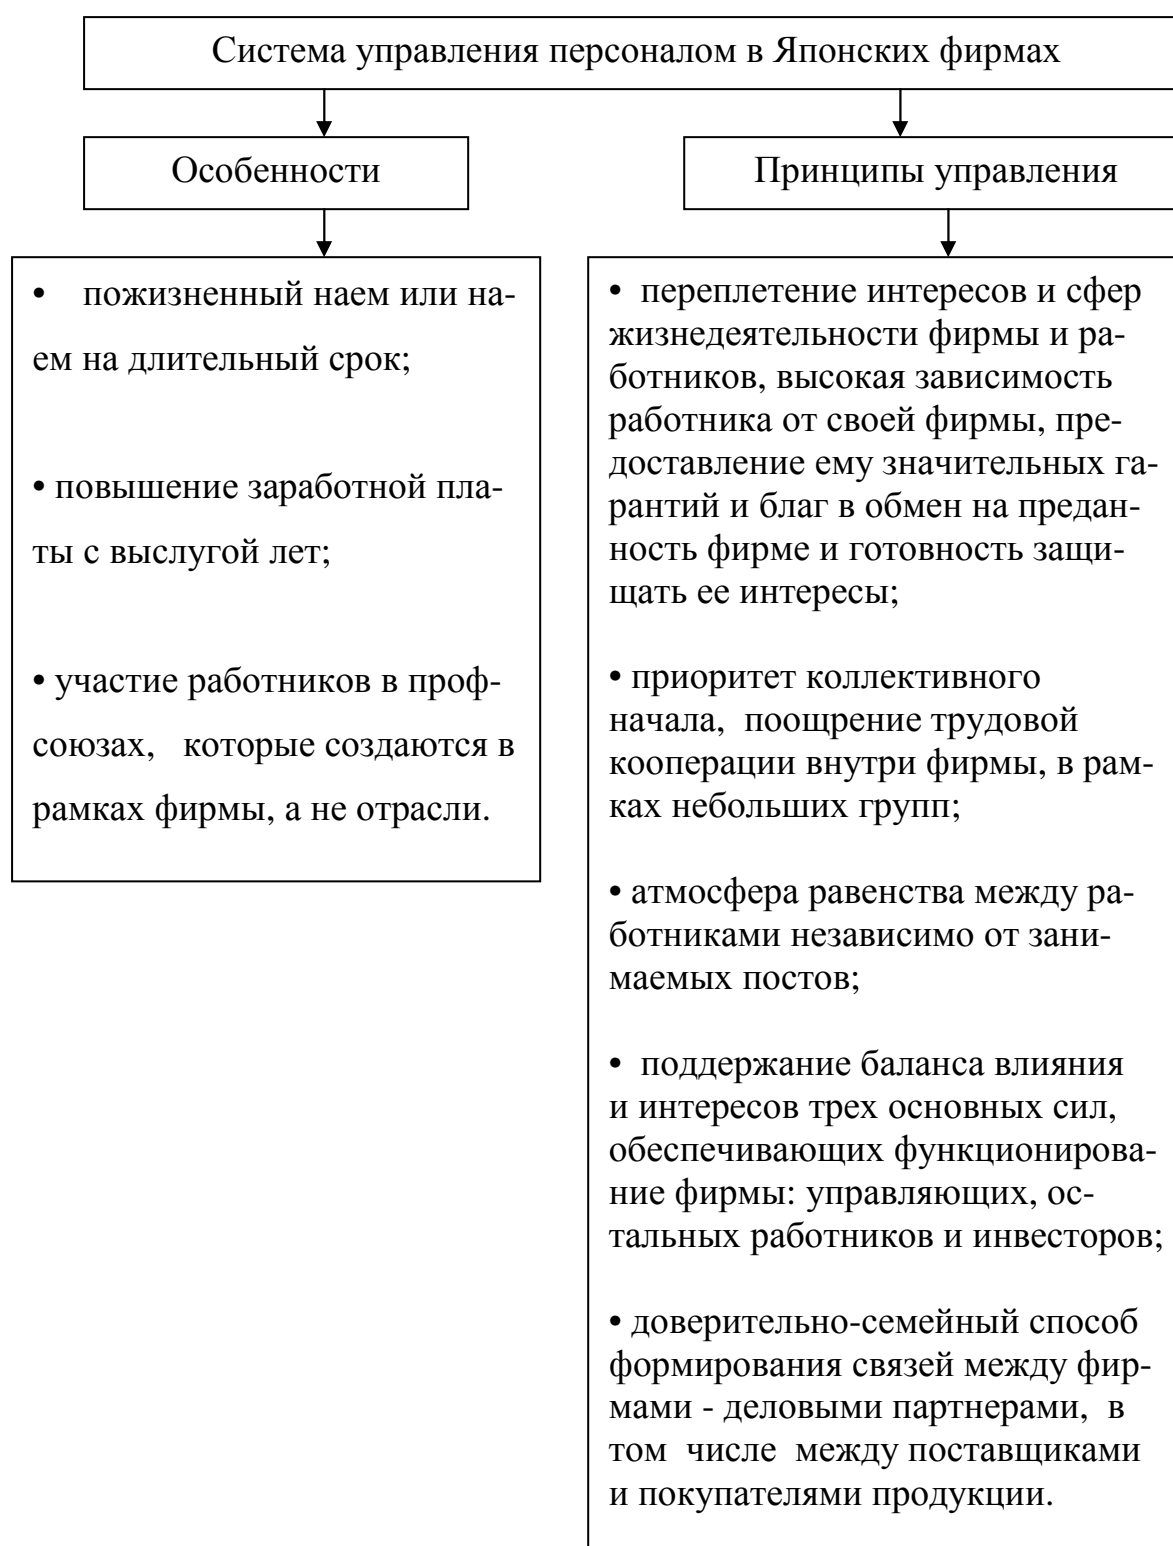 Система управления персоналом в Японских фирмах
Особенности
Принципы управления
• пожизненный наем или на-
ем на длительный срок;
• повышение заработной пла-
ты с выслугой лет;
• участие работников в проф-
союзах, которые создаются в
рамках фирмы, а не отрасли.
• переплетение интересов и сфер
жизнедеятельности фирмы и ра-
ботников, высокая зависимость
работника от своей фирмы, пре-
доставление ему значительных га-
рантий и благ в обмен на предан-
ность фирме и готовность защи-
щать ее интересы;
• приоритет коллективного
начала, поощрение трудовой
кооперации внутри фирмы, в рам-
ках небольших групп;
• атмосфера равенства между ра-
ботниками независимо от зани-
маемых постов;
• поддержание баланса влияния
и интересов трех основных сил,
обеспечивающих функционирова-
ние фирмы: управляющих, ос-
тальных работников и инвесторов;
• доверительно-семейный способ
формирования связей между фир-
мами - деловыми партнерами, в
том числе между поставщиками
и покупателями продукции.